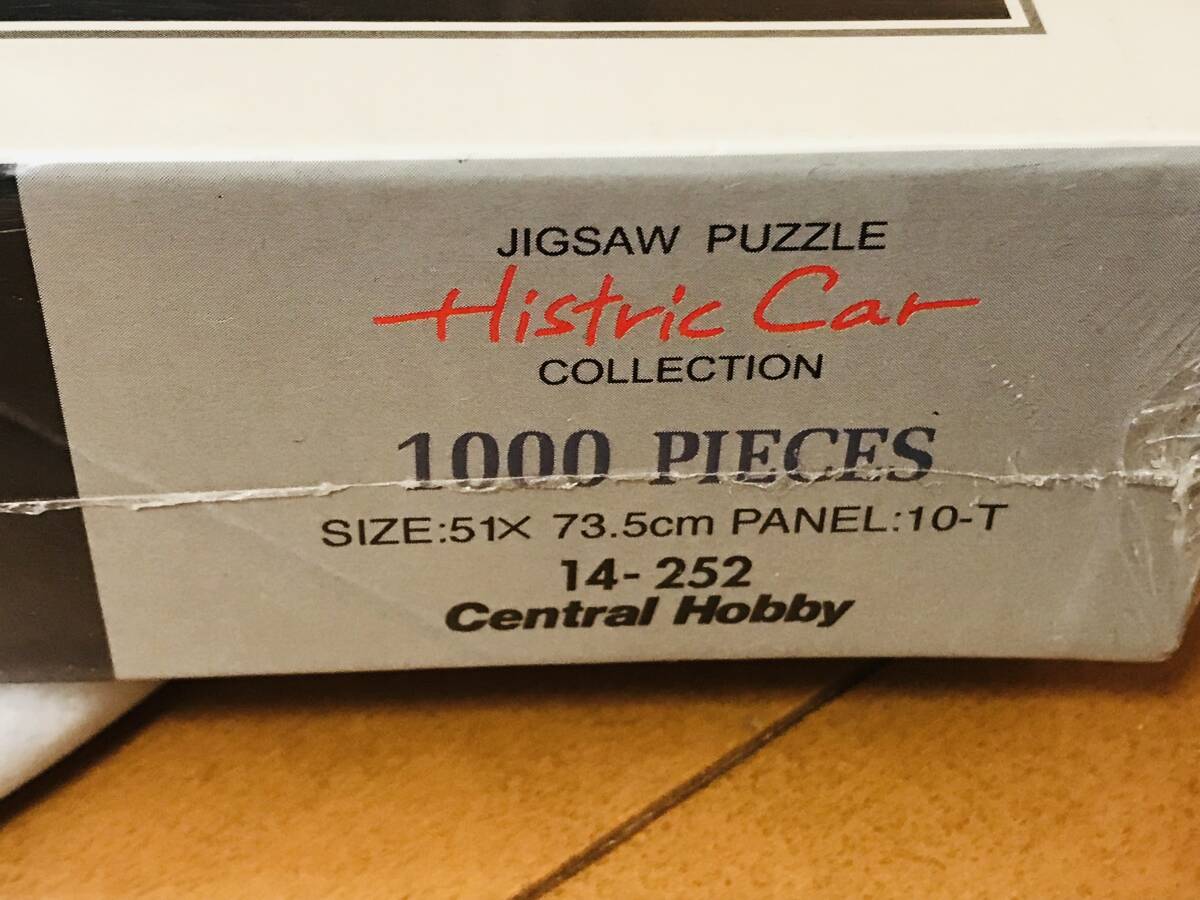 JIGSAW PUZZLE
Histric Car
COLLECTION
1000 PIECES
SIZE:51X 73.5cm PANEL:10-T
14-252
Central Hobby